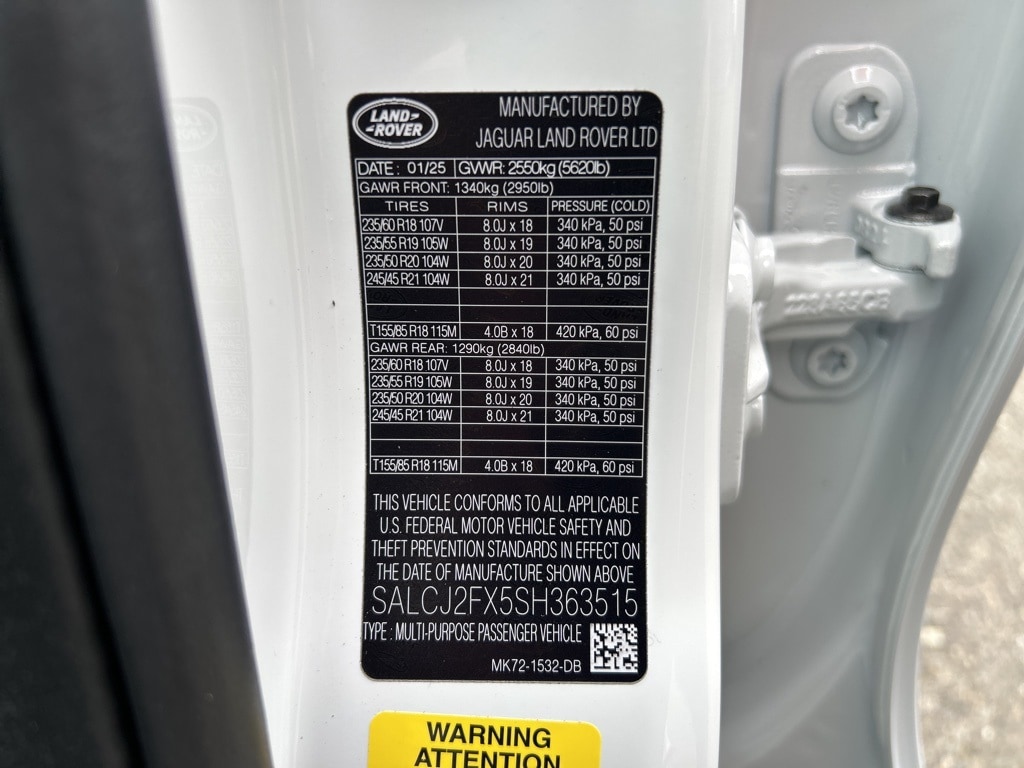 LAND-
-ROVER
MANUFACTURED BY
JAGUAR LAND ROVER LTD
DATE : 01/25 GVWR: 2550kg (5620lb)
GAWR FRONT: 1340kg (2950lb)
TIRES RIMS PRESSURE (COLD)
235/60 R18 107V 8.0J x 18 340 kPa, 50 psi
235/55 R19 105W 8.0J x 19 340 kPa, 50 psi
235/50 R20 104W 8.0J x 20 340 kPa, 50 psi
245/45 R21 104W 8.0J x 21 340 kPa, 50 psi
T155/85 R18 115M 4.0B x 18 420 kPa, 60 psi
GAWR REAR: 1290kg (2840lb)
235/60 R18 107V 8.0J x 18 340 kPa, 50 psi
235/55 R19 105W 8.0J x 19 340 kPa, 50 psi
235/50 R20 104W 8.0J x 20 340 kPa, 50 psi
245/45 R21 104W 8.0J x 21 340 kPa, 50 psi
T155/85 R18 115M 4.0B x 18 420 kPa, 60 psi
THIS VEHICLE CONFORMS TO ALL APPLICABLE
U.S. FEDERAL MOTOR VEHICLE SAFETY AND
THEFT PREVENTION STANDARDS IN EFFECT ON
THE DATE OF MANUFACTURE SHOWN ABOVE
SALCJ2FX5SH363515
TYPE : MULTI-PURPOSE PASSENGER VEHICLE
MK72-1532-DB
WARNING
ATTENTION